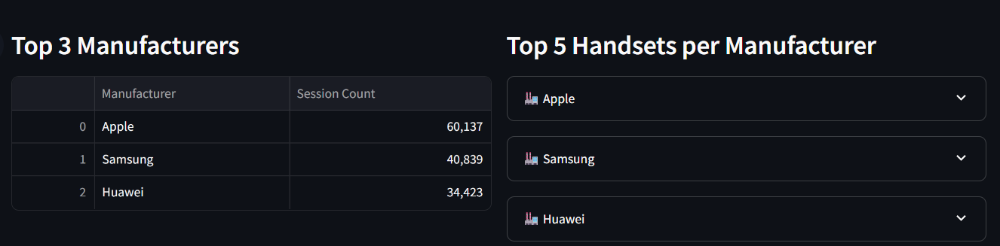 Top 3 Manufacturers
Manufacturer Session Count
0 Apple 60,137
1 Samsung 40,839
2 Huawei 34,423
Top 5 Handsets per Manufacturer
Apple
Samsung
Huawei